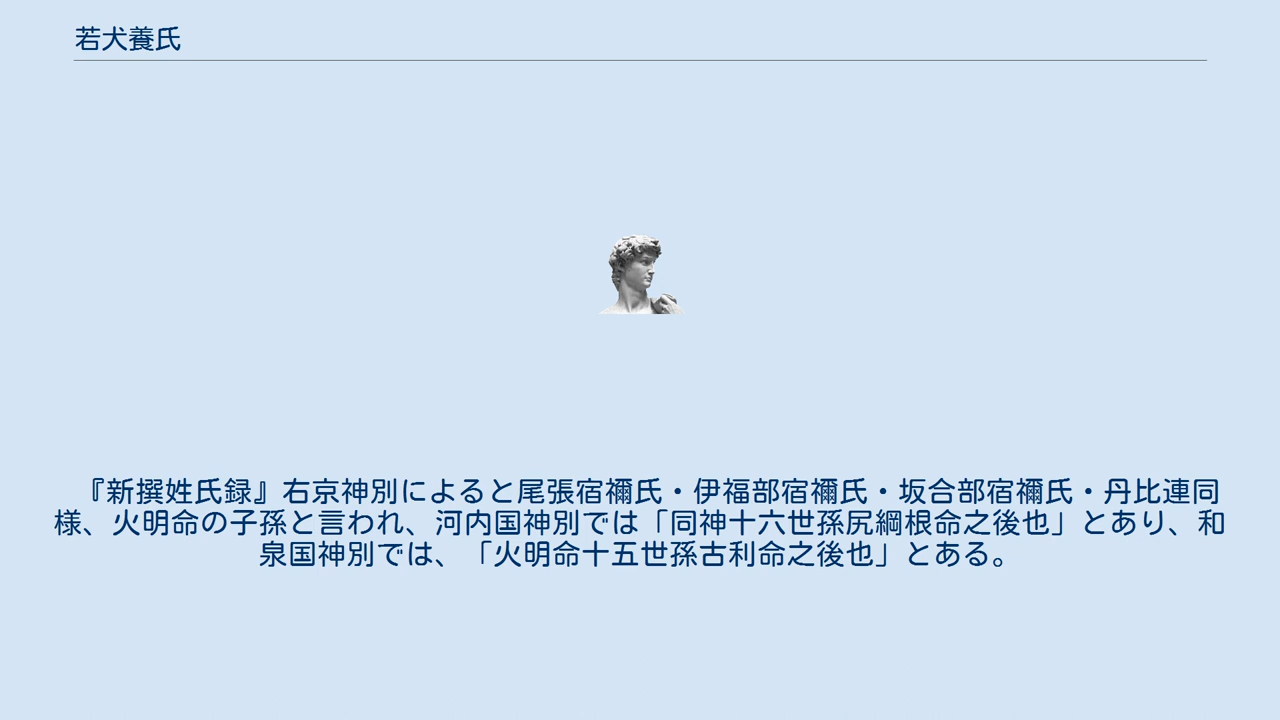 若犬養氏
『新撰姓氏録』右京神別によると尾張宿禰氏・伊福部宿禰氏・坂合部宿禰氏・丹比連同
様、火明命の子孫と言われ、河内国神別では「同神十六世孫尻綱根命之後也」とあり、和
泉国神別では、「火明命十五世孫古利命之後也」とある。